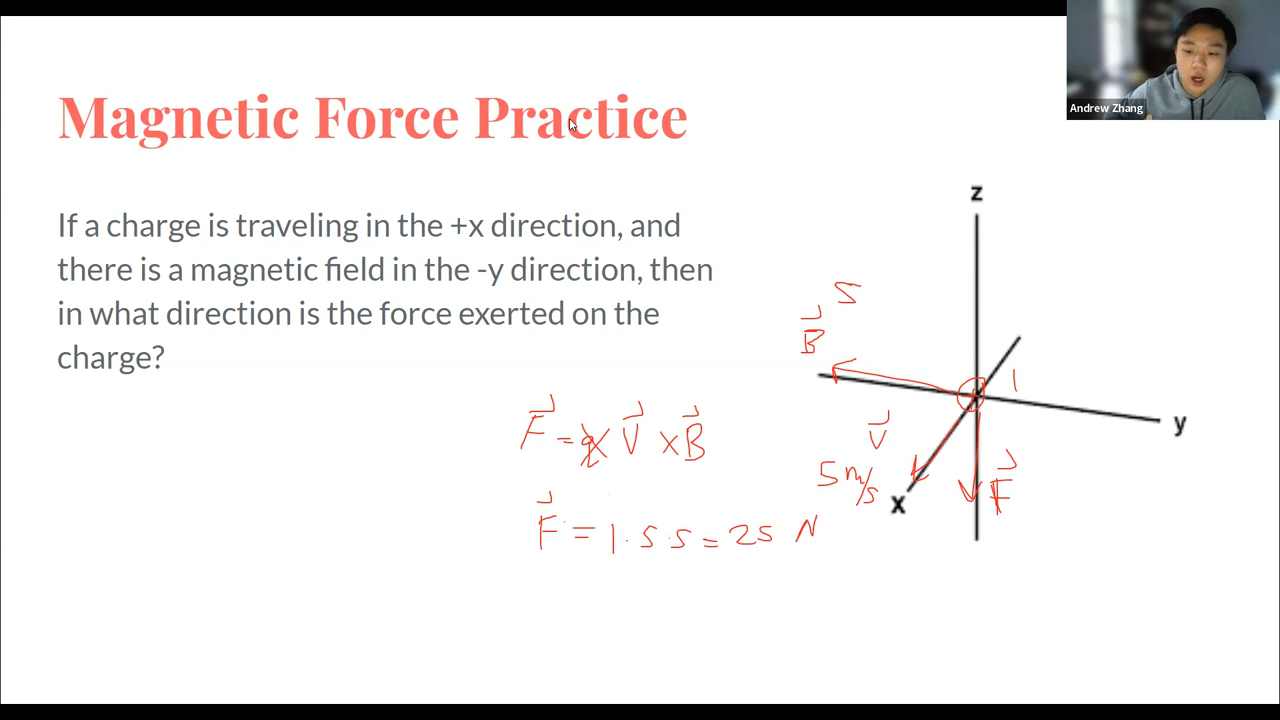 Magnetic Force Practice
Andrew Zhang
If a charge is traveling in the +x direction, and
there is a magnetic field in the -y direction, then
in what direction is the force exerted on the
charge?
z
5
B
1
y
V
5 m/s
x
F
F = q V × B
F = 1 · 5 · 5 = 25 N